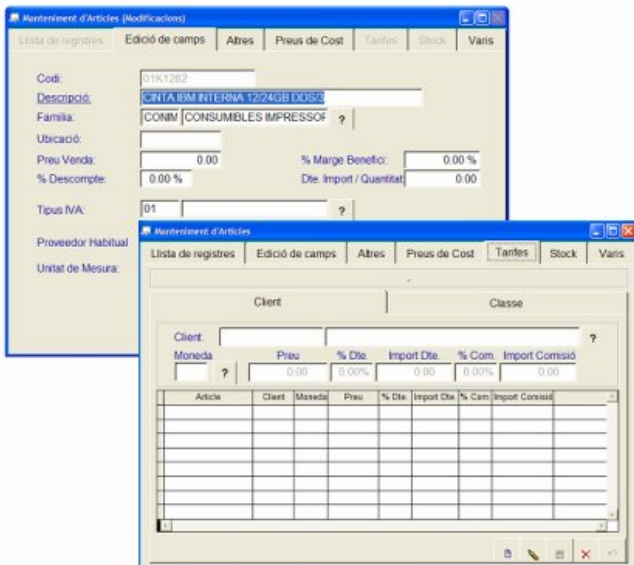 Manteniment d'Articles (Modificacions)
Llista de registres Edició de camps Altres Preus de Cost Tarifes Stock Varis
Codi: 01K1282
Descripció: CINTA IBM INTERNA 12/24GB DDS/3
Familia: CONIM CONSUMIBLES IMPRESSOF ?
Ubicació:
Preu Venda: 0.00 % Marge Benefici: 0.00 %
% Descompte: 0.00 % Dte. Import / Quantitat: 0.00
Tipus IVA: 01 ?
Proveedor Habitual
Unitat de Mesura:
Manteniment d'Articles
Llista de registres Edició de camps Altres Preus de Cost Tarifes Stock Varis
Client Classe
Client: ?
Moneda Preu % Dte. Import Dte. % Com. Import Comisió
? 0.00 0.00% 0.00 0.00% 0.00
Article Client Moneda Preu % Dte. Import Dte. % Com. Import Comisió